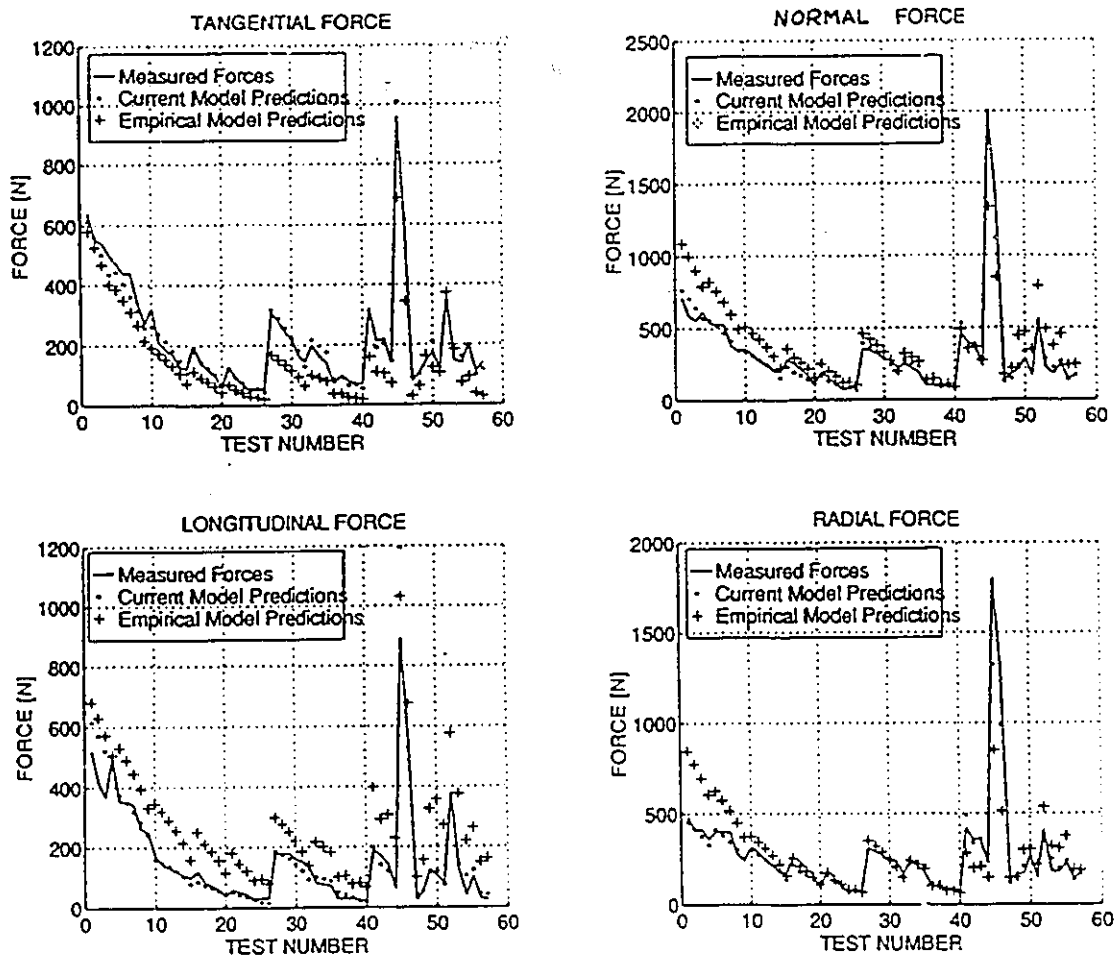 TANGENTIAL FORCE
1200
1000
800
600
400
200
0
FORCE [N]
Measured Forces
Current Model Predictions
Empirical Model Predictions
0 10 20 30 40 50 60
TEST NUMBER
NORMAL FORCE
2500
2000
1500
1000
500
0
FORCE [N]
Measured Forces
Current Model Predictions
Empirical Model Predictions
0 10 20 30 40 50 60
TEST NUMBER
LONGITUDINAL FORCE
1200
1000
800
600
400
200
0
FORCE [N]
Measured Forces
Current Model Predictions
Empirical Model Predictions
0 10 20 30 40 50 60
TEST NUMBER
RADIAL FORCE
2000
1500
1000
500
0
FORCE [N]
Measured Forces
Current Model Predictions
Empirical Model Predictions
0 10 20 30 40 50 60
TEST NUMBER